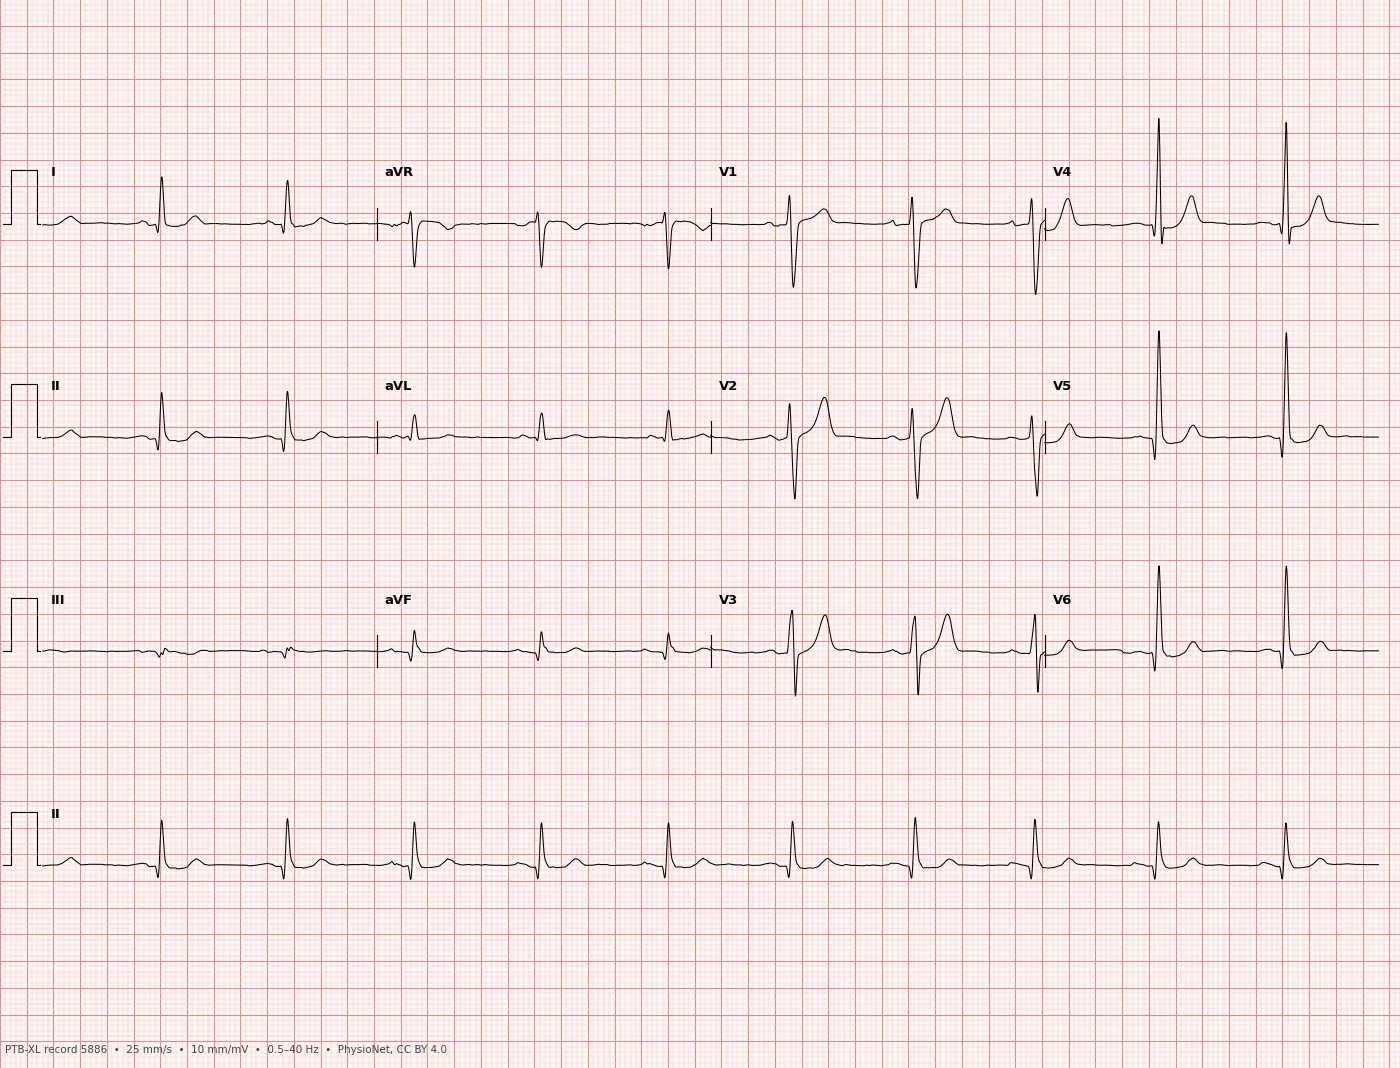 I aVR V1 V4
II aVL V2 V5
III aVF V3 V6
II
PTB-XL record 5886 • 25 mm/s • 10 mm/mV • 0.5–40 Hz • PhysioNet, CC BY 4.0